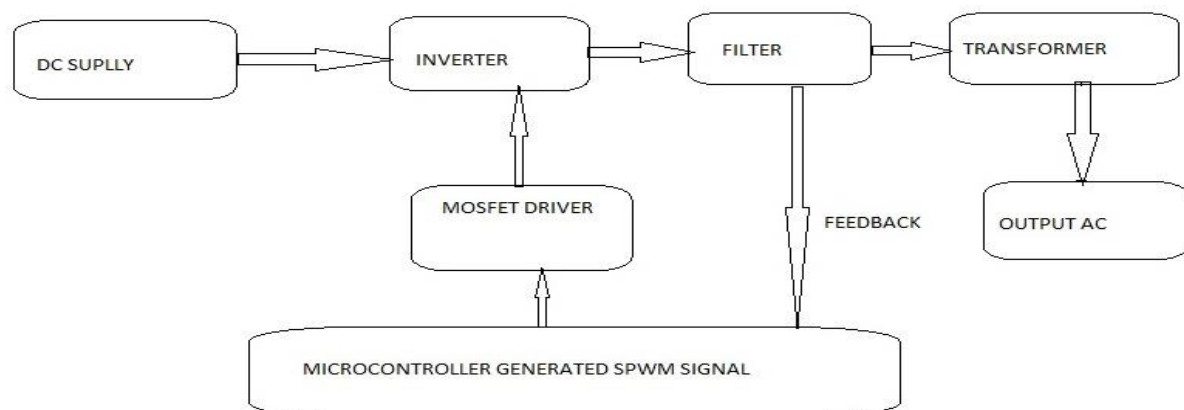 DC SUPLLY
INVERTER
FILTER
TRANSFORMER
MOSFET DRIVER
FEEDBACK
OUTPUT AC
MICROCONTROLLER GENERATED SPWM SIGNAL